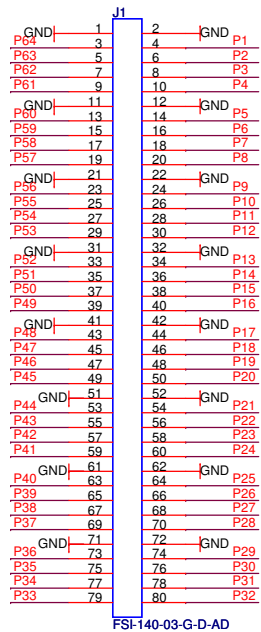 J1
GND 1 2 GND
P64 3 4 P1
P63 5 6 P2
P62 7 8 P3
P61 9 10 P4
GND 11 12 GND
P60 13 14 P5
P59 15 16 P6
P58 17 18 P7
P57 19 20 P8
GND 21 22 GND
P56 23 24 P9
P55 25 26 P10
P54 27 28 P11
P53 29 30 P12
GND 31 32 GND
P52 33 34 P13
P51 35 36 P14
P50 37 38 P15
P49 39 40 P16
GND 41 42 GND
P48 43 44 P17
P47 45 46 P18
P46 47 48 P19
P45 49 50 P20
GND 51 52 GND
P44 53 54 P21
P43 55 56 P22
P42 57 58 P23
P41 59 60 P24
GND 61 62 GND
P40 63 64 P25
P39 65 66 P26
P38 67 68 P27
P37 69 70 P28
GND 71 72 GND
P36 73 74 P29
P35 75 76 P30
P34 77 78 P31
P33 79 80 P32
FSI-140-03-G-D-AD